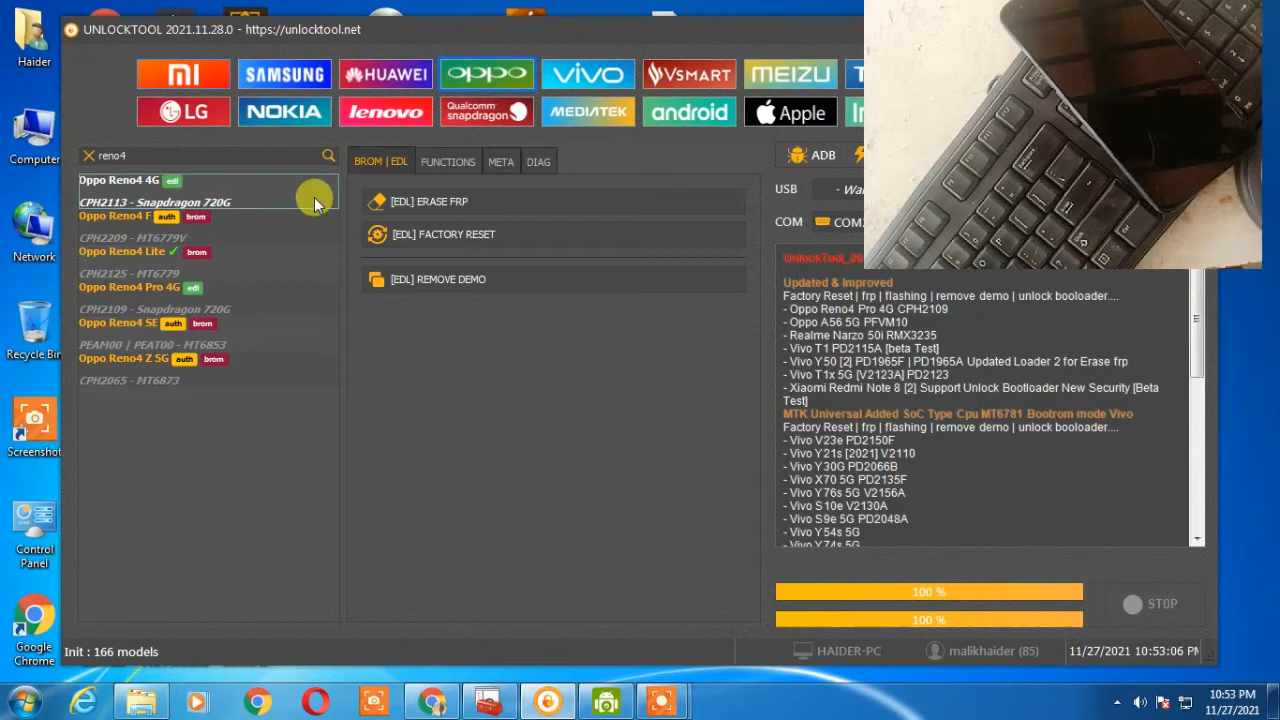 UNLOCKTOOL 2021.11.28.0 - https://unlocktool.net
Haider
Computer
Network
Recycle Bin
Screenshot
Control
Panel
Google
Chrome
MI
SAMSUNG
HUAWEI
oppo
vivo
VSMART
MEIZU
T
LG
NOKIA
lenovo
Qualcomm
snapdragon
MEDIATEK
android
Apple
reno4
Oppo Reno4 4G edl
CPH2113 - Snapdragon 720G
Oppo Reno4 F auth brom
CPH2209 - MT6779V
Oppo Reno4 Lite ✓ brom
CPH2125 - MT6779
Oppo Reno4 Pro 4G edl
CPH2109 - Snapdragon 720G
Oppo Reno4 SE auth brom
PEAM00 | PEAT00 - MT6853
Oppo Reno4 Z 5G auth brom
CPH2065 - MT6873
BROM | EDL FUNCTIONS META DIAG
[EDL] ERASE FRP
[EDL] FACTORY RESET
[EDL] REMOVE DEMO
ADB
USB - Wai
COM COM
Updated & Improved
Factory Reset | frp | flashing | remove demo | unlock booloader....
- Oppo Reno4 Pro 4G CPH2109
- Oppo A56 5G PFVM10
- Realme Narzo 50i RMX3235
- Vivo T1 PD2115A [beta Test]
- Vivo Y50 [2] PD1965F | PD1965A Updated Loader 2 for Erase frp
- Vivo T1x 5G [V2123A] PD2123
- Xiaomi Redmi Note 8 [2] Support Unlock Bootloader New Security [Beta
Test]
MTK Universal Added SoC Type Cpu MT6781 Bootrom mode Vivo
Factory Reset | frp | flashing | remove demo | unlock booloader....
- Vivo V23e PD2150F
- Vivo Y21s [2021] V2110
- Vivo Y30G PD2066B
- Vivo X70 5G PD2135F
- Vivo Y76s 5G V2156A
- Vivo S10e V2130A
- Vivo S9e 5G PD2048A
- Vivo Y54s 5G
- Vivo Y74s 5G
100 %
100 %
STOP
Init : 166 models
HAIDER-PC
malikhaider (85)
11/27/2021 10:53:06 PM
10:53 PM
11/27/2021